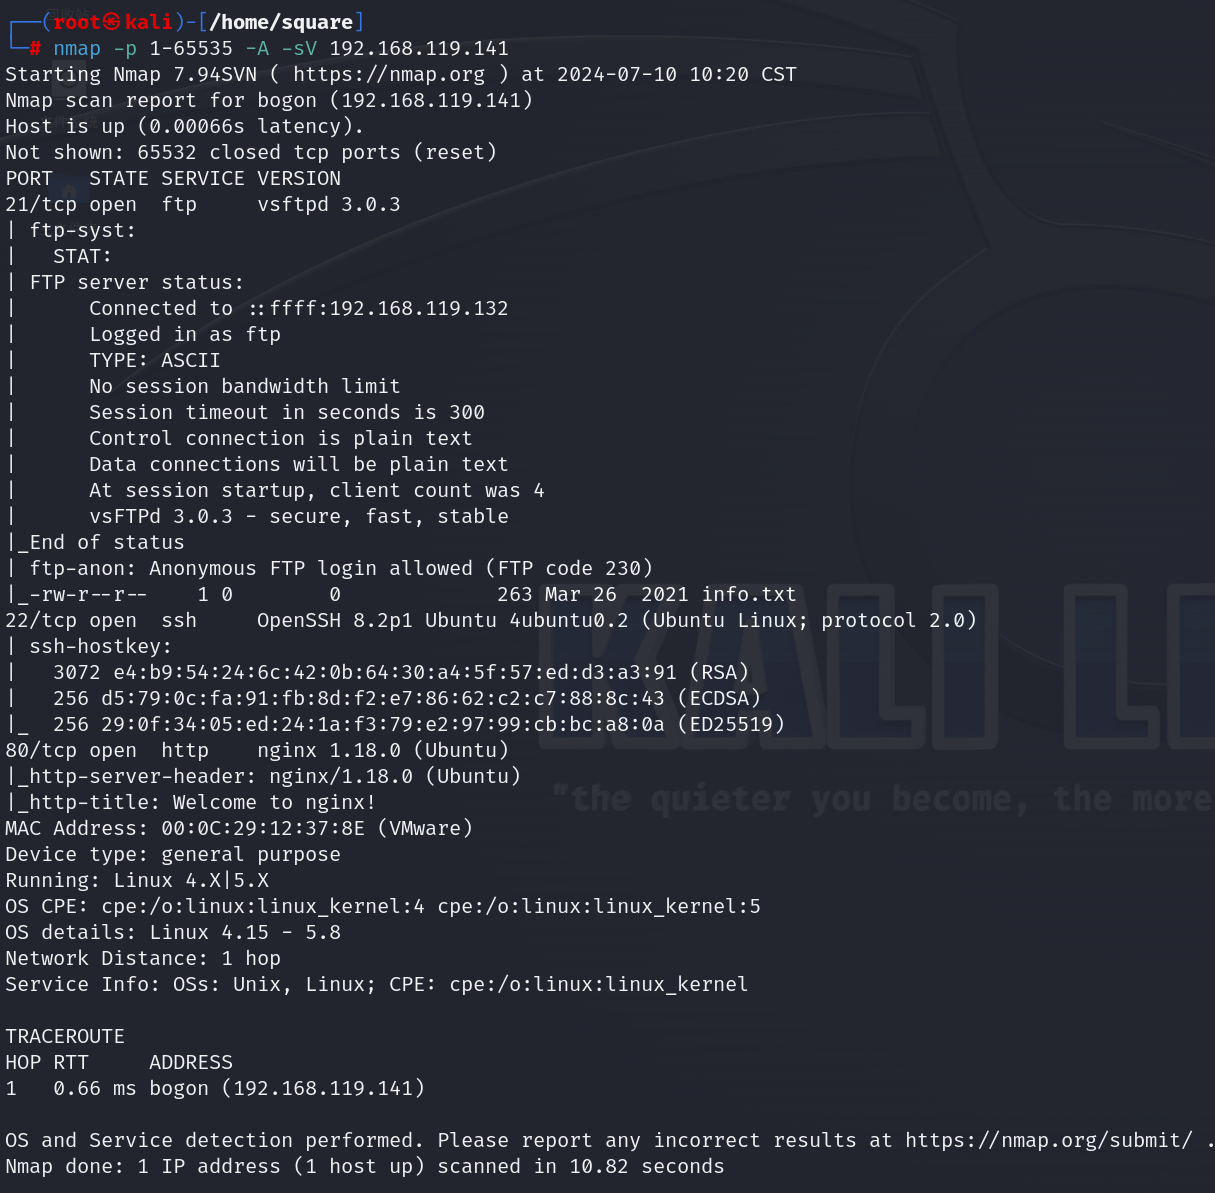 ┌──(root㉿kali)-[/home/square]
└─# nmap -p 1-65535 -A -sV 192.168.119.141
Starting Nmap 7.94SVN ( https://nmap.org ) at 2024-07-10 10:20 CST
Nmap scan report for bogon (192.168.119.141)
Host is up (0.00066s latency).
Not shown: 65532 closed tcp ports (reset)
PORT   STATE SERVICE VERSION
21/tcp open  ftp     vsftpd 3.0.3
| ftp-syst:
|   STAT:
| FTP server status:
|      Connected to ::ffff:192.168.119.132
|      Logged in as ftp
|      TYPE: ASCII
|      No session bandwidth limit
|      Session timeout in seconds is 300
|      Control connection is plain text
|      Data connections will be plain text
|      At session startup, client count was 4
|      vsFTPd 3.0.3 - secure, fast, stable
|_End of status
| ftp-anon: Anonymous FTP login allowed (FTP code 230)
|_-rw-r--r--    1 0        0             263 Mar 26  2021 info.txt
22/tcp open  ssh     OpenSSH 8.2p1 Ubuntu 4ubuntu0.2 (Ubuntu Linux; protocol 2.0)
| ssh-hostkey:
|   3072 e4:b9:54:24:6c:42:0b:64:30:a4:5f:57:ed:d3:a3:91 (RSA)
|   256 d5:79:0c:fa:91:fb:8d:f2:e7:86:62:c2:c7:88:8c:43 (ECDSA)
|_  256 29:0f:34:05:ed:24:1a:f3:79:e2:97:99:cb:bc:a8:0a (ED25519)
80/tcp open  http    nginx 1.18.0 (Ubuntu)
|_http-server-header: nginx/1.18.0 (Ubuntu)
|_http-title: Welcome to nginx!
MAC Address: 00:0C:29:12:37:8E (VMware)
Device type: general purpose
Running: Linux 4.X|5.X
OS CPE: cpe:/o:linux:linux_kernel:4 cpe:/o:linux:linux_kernel:5
OS details: Linux 4.15 - 5.8
Network Distance: 1 hop
Service Info: OSs: Unix, Linux; CPE: cpe:/o:linux:linux_kernel

TRACEROUTE
HOP RTT     ADDRESS
1   0.66 ms bogon (192.168.119.141)

OS and Service detection performed. Please report any incorrect results at https://nmap.org/submit/ .
Nmap done: 1 IP address (1 host up) scanned in 10.82 seconds
KALI LI
"the quieter you become, the more